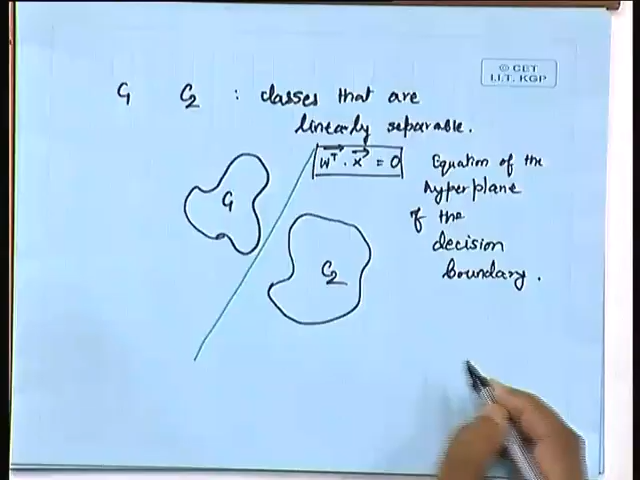 © CET
I.I.T. KGP
C₁ C₂ : classes that are
linearly separable.
w⃗ᵀ · x⃗ = 0
Equation of the
hyperplane
of the
decision
boundary.
C₁
C₂